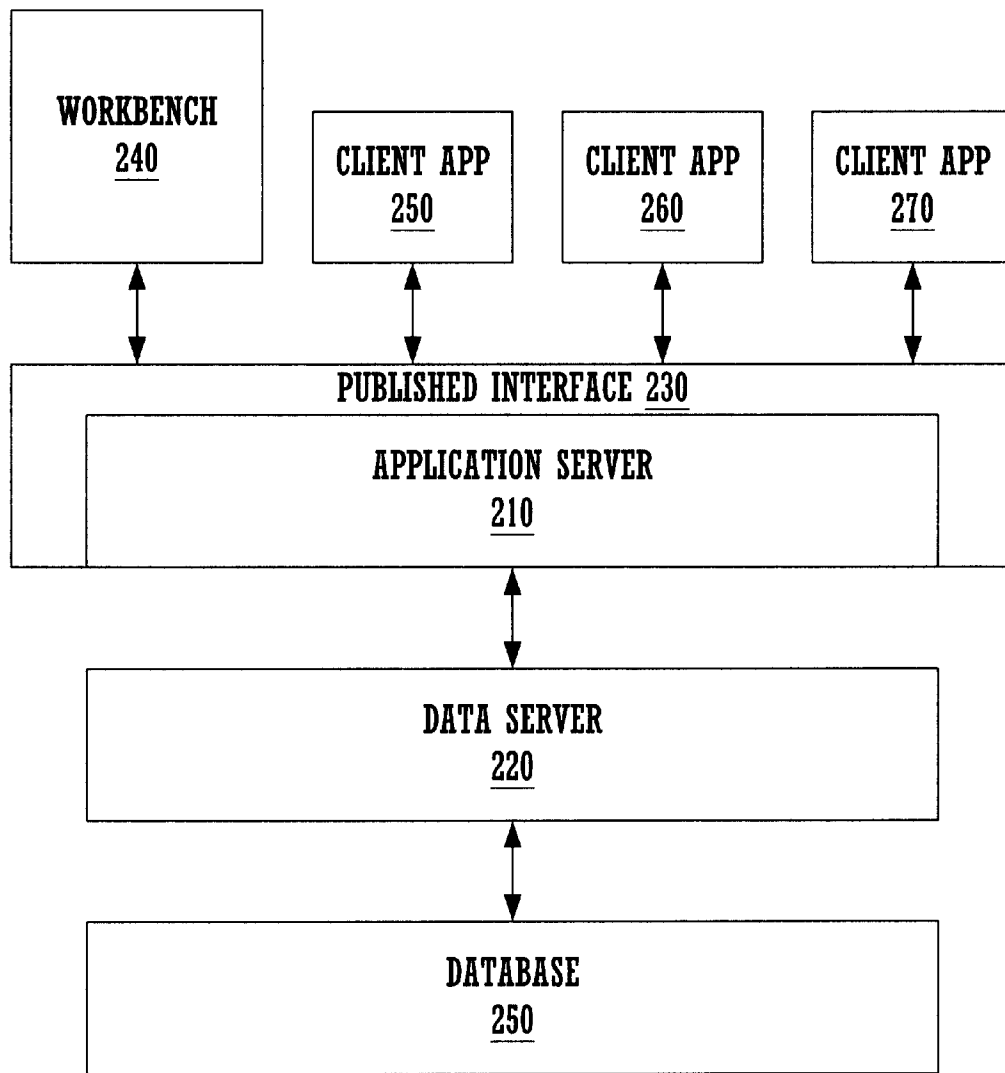 WORKBENCH
240
CLIENT APP
250
CLIENT APP
260
CLIENT APP
270
PUBLISHED INTERFACE 230
APPLICATION SERVER
210
DATA SERVER
220
DATABASE
250